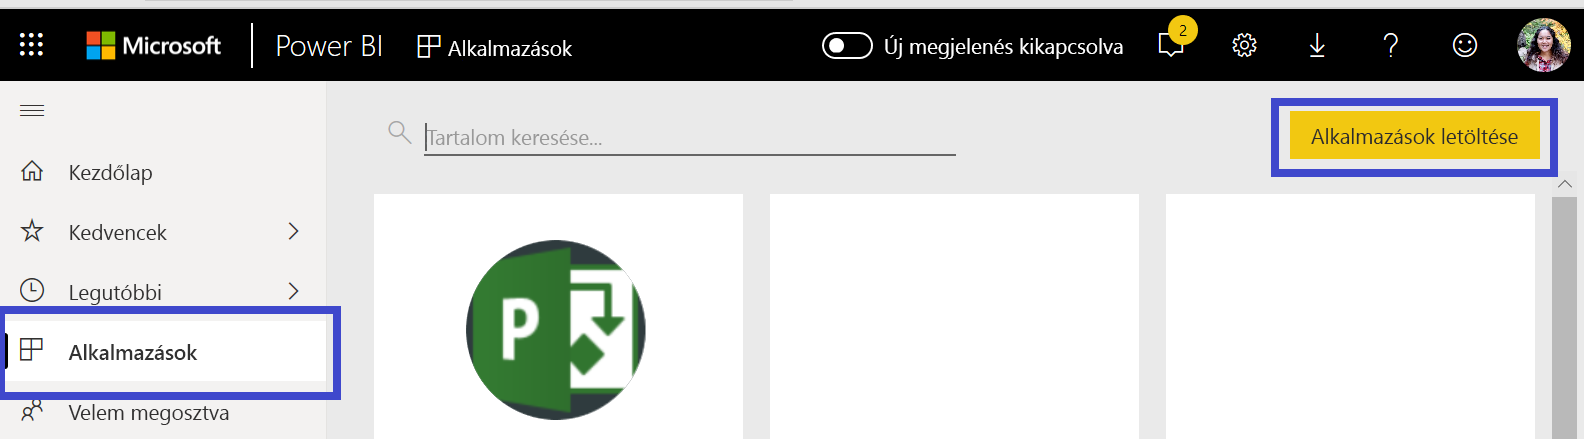 Microsoft Power BI Alkalmazások Új megjelenés kikapcsolva 2 ?
Tartalom keresése...
Alkalmazások letöltése
Kezdőlap
Kedvencek
Legutóbbi
Alkalmazások
Velem megosztva
P